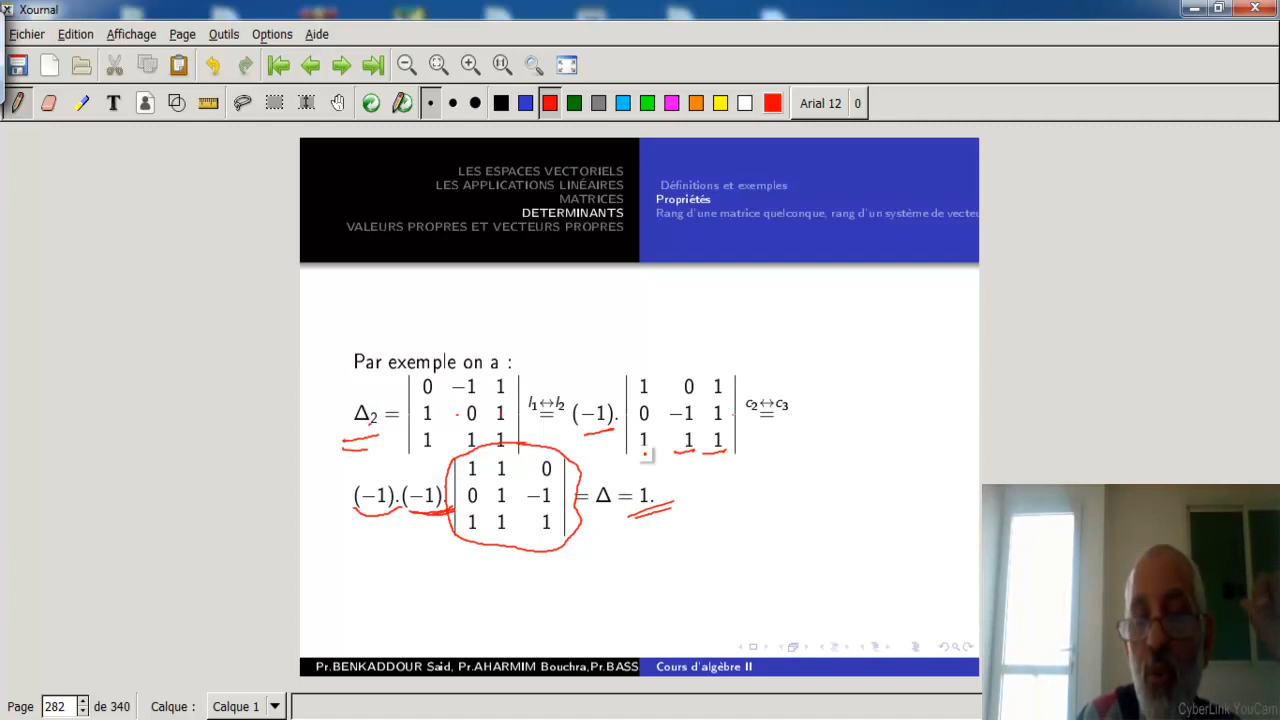 Xournal
Fichier Edition Affichage Page Outils Options Aide
Arial 12 0
LES ESPACES VECTORIELS
LES APPLICATIONS LINÉAIRES
MATRICES
DETERMINANTS
VALEURS PROPRES ET VECTEURS PROPRES
Définitions et exemples
Propriétés
Rang d'une matrice quelconque, rang d'un système de vecteu
Par exemple on a :
0 −1 1 1 0 1
Δ2 = 1 0 1 l1↔l2 = (−1). 0 −1 1 c2↔c3 =
1 1 1 1 1 1
1 1 0
(−1).(−1). 0 1 −1 = Δ = 1.
1 1 1
Pr.BENKADDOUR Said, Pr.AHARMIM Bouchra,Pr.BASS Cours d'algèbre II
Page 282 de 340 Calque : Calque 1
CyberLink YouCam